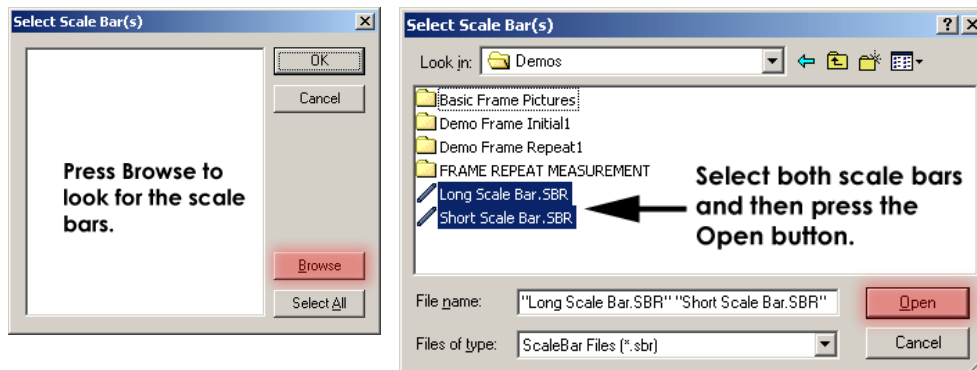 Select Scale Bar(s)
OK
Cancel
Press Browse to
look for the scale
bars.
Browse
Select All
Select Scale Bar(s)
Look in: Demos
Basic Frame Pictures
Demo Frame Initial1
Demo Frame Repeat1
FRAME REPEAT MEASUREMENT
Long Scale Bar.SBR
Short Scale Bar.SBR
Select both scale bars
and then press the
Open button.
File name: "Long Scale Bar.SBR" "Short Scale Bar.SBR"
Open
Files of type: ScaleBar Files (*.sbr)
Cancel